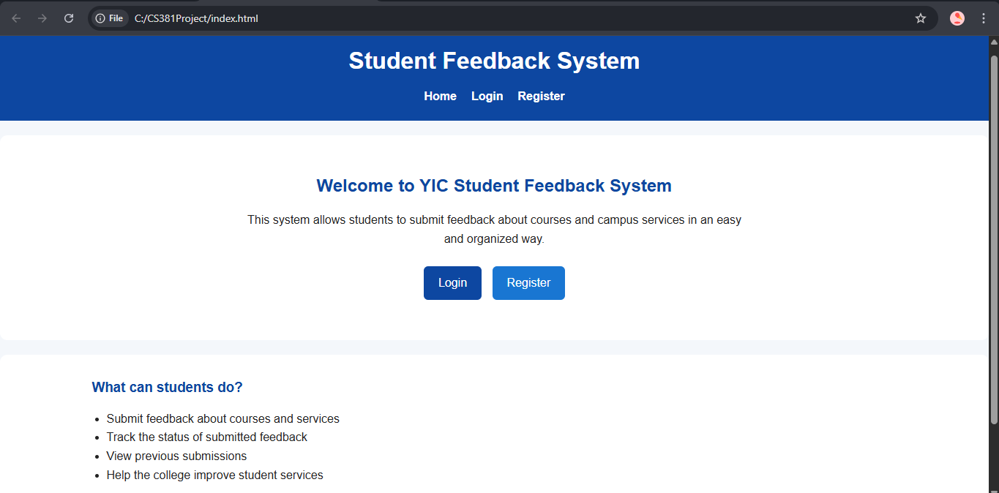 File C:/CS381Project/index.html
Student Feedback System
Home Login Register
Welcome to YIC Student Feedback System
This system allows students to submit feedback about courses and campus services in an easy
and organized way.
Login Register
What can students do?
Submit feedback about courses and services
Track the status of submitted feedback
View previous submissions
Help the college improve student services